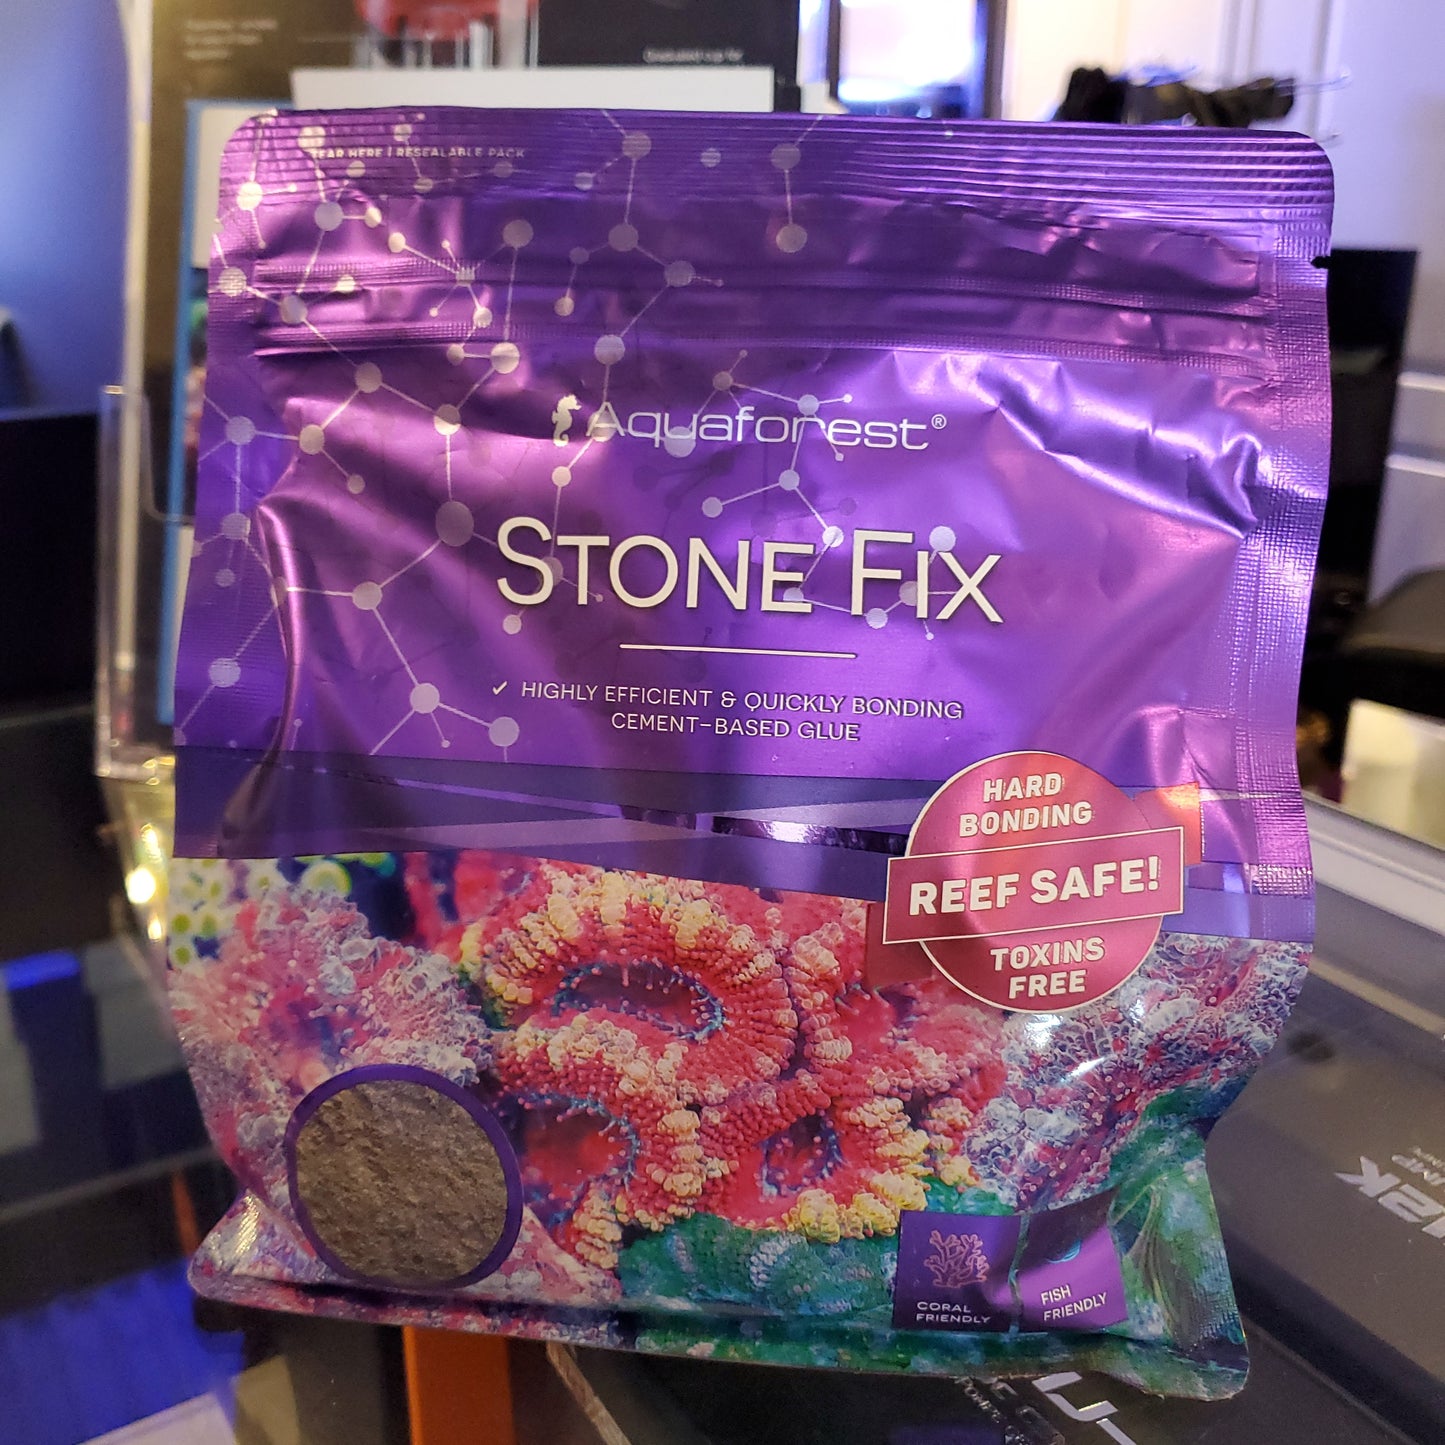 TEAR HERE | RESEALABLE PACK
Aquaforest®
STONE FIX
✓ HIGHLY EFFICIENT & QUICKLY BONDING
CEMENT-BASED GLUE
HARD
BONDING
REEF SAFE!
TOXINS
FREE
CORAL
FRIENDLY
FISH
FRIENDLY